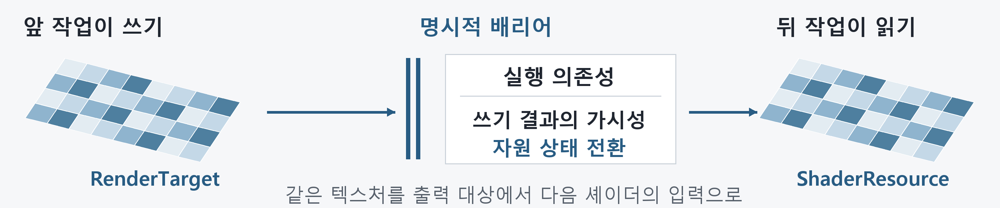 앞 작업이 쓰기
명시적 배리어
뒤 작업이 읽기
실행 의존성
쓰기 결과의 가시성
자원 상태 전환
RenderTarget
ShaderResource
같은 텍스처를 출력 대상에서 다음 셰이더의 입력으로